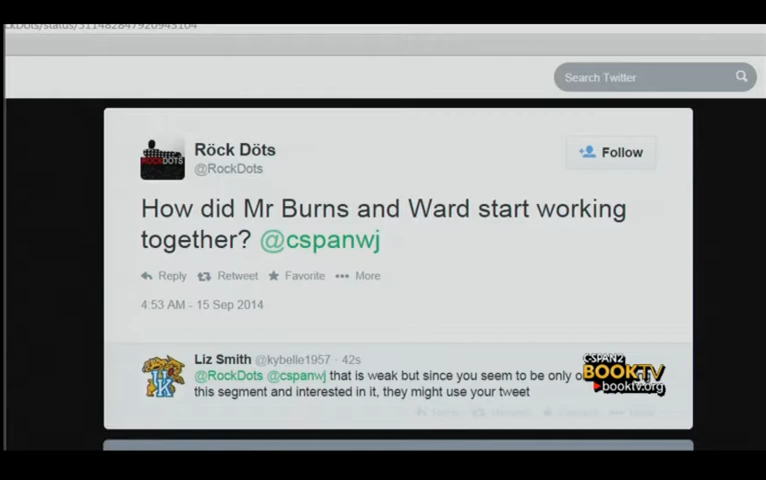 Search Twitter
Röck Döts
@RockDots
Follow
ROCKDOTS
How did Mr Burns and Ward start working
together? @cspanwj
Reply Retweet Favorite More
4:53 AM - 15 Sep 2014
Liz Smith @kybelle1957 · 42s
@RockDots @cspanwj that is weak but since you seem to be only
this segment and interested in it, they might use your tweet
C-SPAN2
BOOKTV
booktv.org